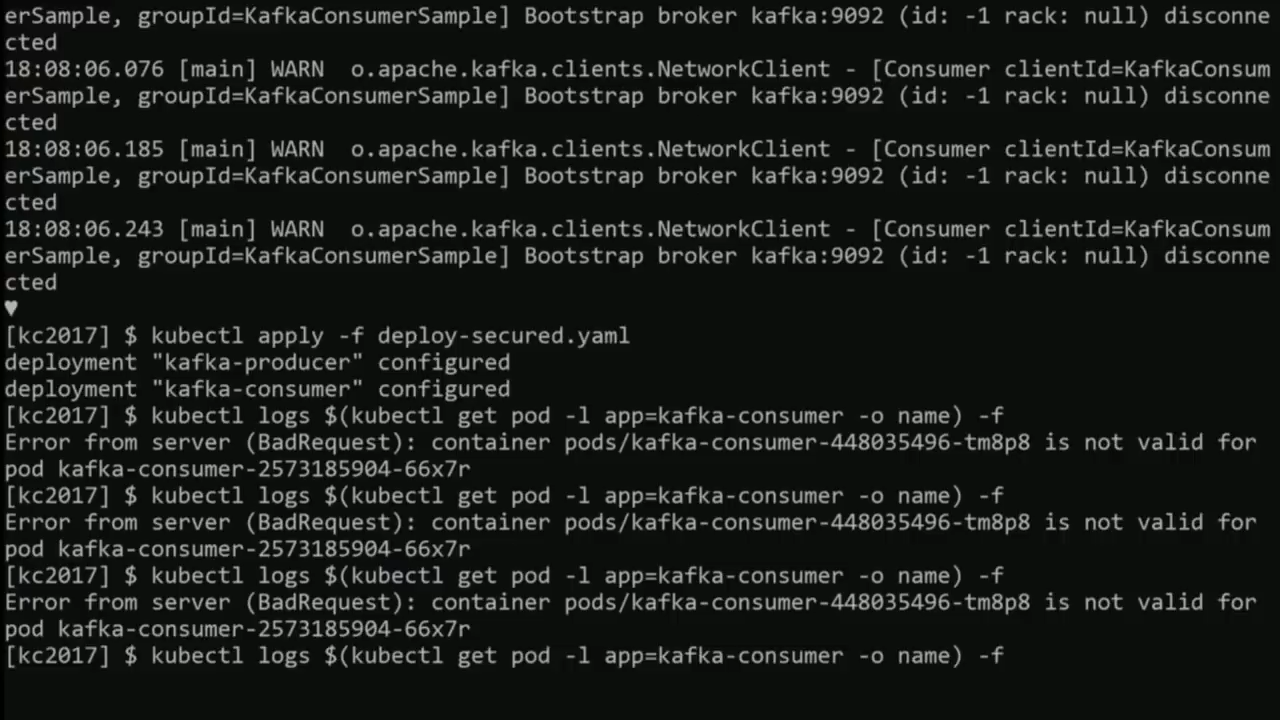 erSample, groupId=KafkaConsumerSample] Bootstrap broker kafka:9092 (id: -1 rack: null) disconne
cted
18:08:06.076 [main] WARN  o.apache.kafka.clients.NetworkClient - [Consumer clientId=KafkaConsum
erSample, groupId=KafkaConsumerSample] Bootstrap broker kafka:9092 (id: -1 rack: null) disconne
cted
18:08:06.185 [main] WARN  o.apache.kafka.clients.NetworkClient - [Consumer clientId=KafkaConsum
erSample, groupId=KafkaConsumerSample] Bootstrap broker kafka:9092 (id: -1 rack: null) disconne
cted
18:08:06.243 [main] WARN  o.apache.kafka.clients.NetworkClient - [Consumer clientId=KafkaConsum
erSample, groupId=KafkaConsumerSample] Bootstrap broker kafka:9092 (id: -1 rack: null) disconne
cted
♥
[kc2017] $ kubectl apply -f deploy-secured.yaml
deployment "kafka-producer" configured
deployment "kafka-consumer" configured
[kc2017] $ kubectl logs $(kubectl get pod -l app=kafka-consumer -o name) -f
Error from server (BadRequest): container pods/kafka-consumer-448035496-tm8p8 is not valid for
pod kafka-consumer-2573185904-66x7r
[kc2017] $ kubectl logs $(kubectl get pod -l app=kafka-consumer -o name) -f
Error from server (BadRequest): container pods/kafka-consumer-448035496-tm8p8 is not valid for
pod kafka-consumer-2573185904-66x7r
[kc2017] $ kubectl logs $(kubectl get pod -l app=kafka-consumer -o name) -f
Error from server (BadRequest): container pods/kafka-consumer-448035496-tm8p8 is not valid for
pod kafka-consumer-2573185904-66x7r
[kc2017] $ kubectl logs $(kubectl get pod -l app=kafka-consumer -o name) -f